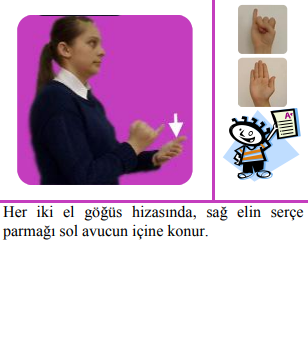 A+
Her iki el göğüs hizasında, sağ elin serçe
parmağı sol avucun içine konur.